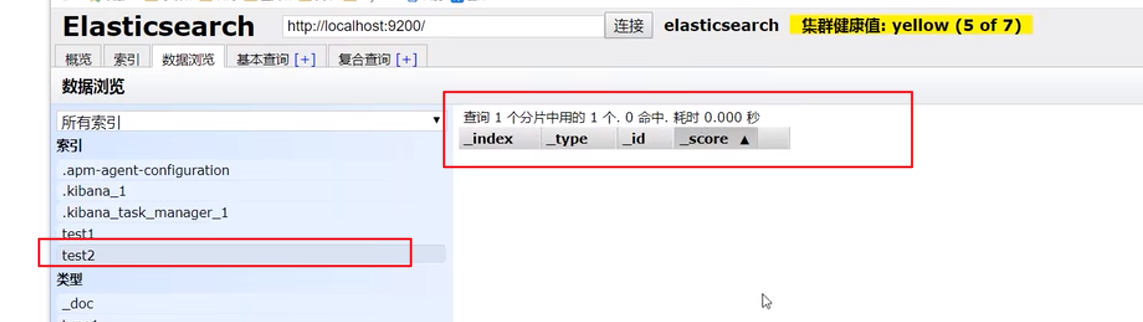 Elasticsearch http://localhost:9200/ 连接 elasticsearch 集群健康值: yellow (5 of 7)
概览 索引 数据浏览 基本查询 [+] 复合查询 [+]
数据浏览
所有索引 ▼
索引
.apm-agent-configuration
.kibana_1
.kibana_task_manager_1
test1
test2
类型
_doc
查询 1 个分片中用的 1 个. 0 命中. 耗时 0.000 秒
_index _type _id _score ▲